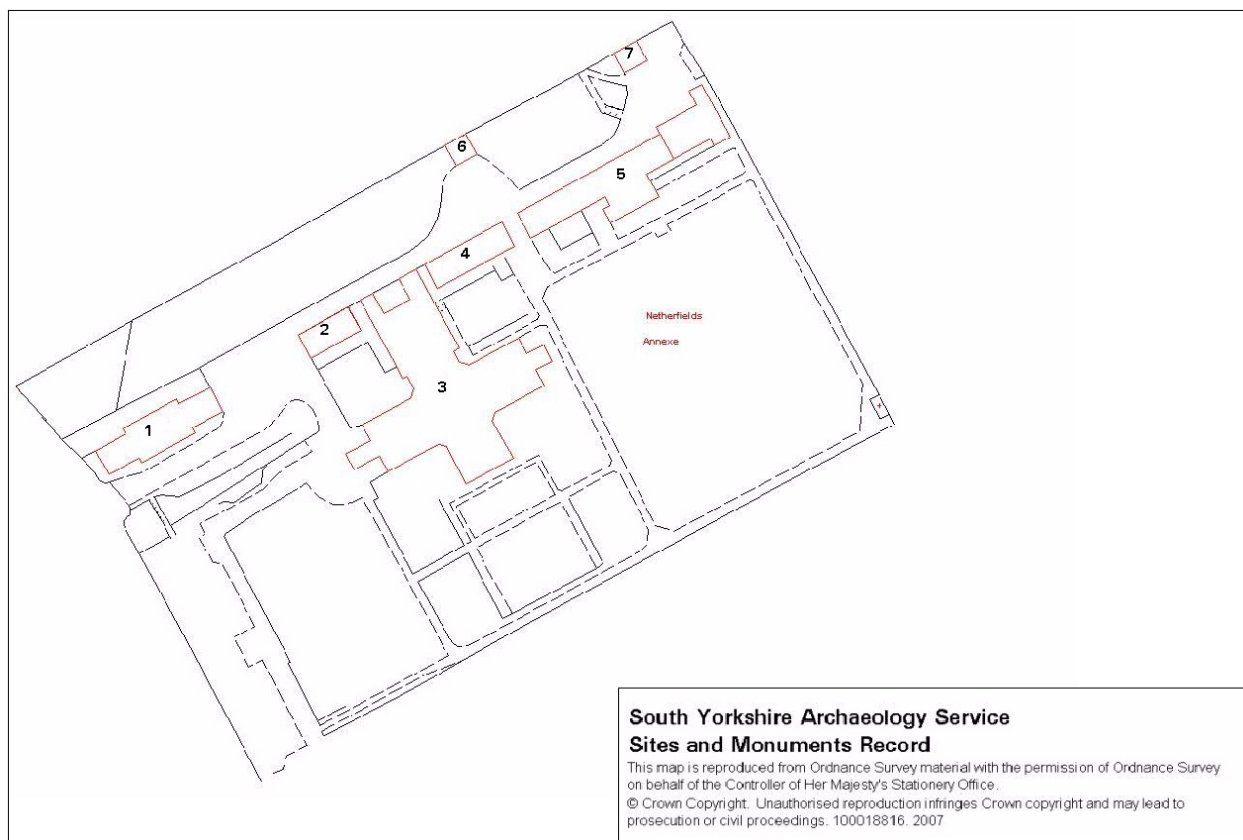 7
6
5
4
2
Netherfields
Annexe
3
1
South Yorkshire Archaeology Service
Sites and Monuments Record
This map is reproduced from Ordnance Survey material with the permission of Ordnance Survey
on behalf of the Controller of Her Majesty's Stationery Office.
© Crown Copyright. Unauthorised reproduction infringes Crown copyright and may lead to
prosecution or civil proceedings. 100018816. 2007